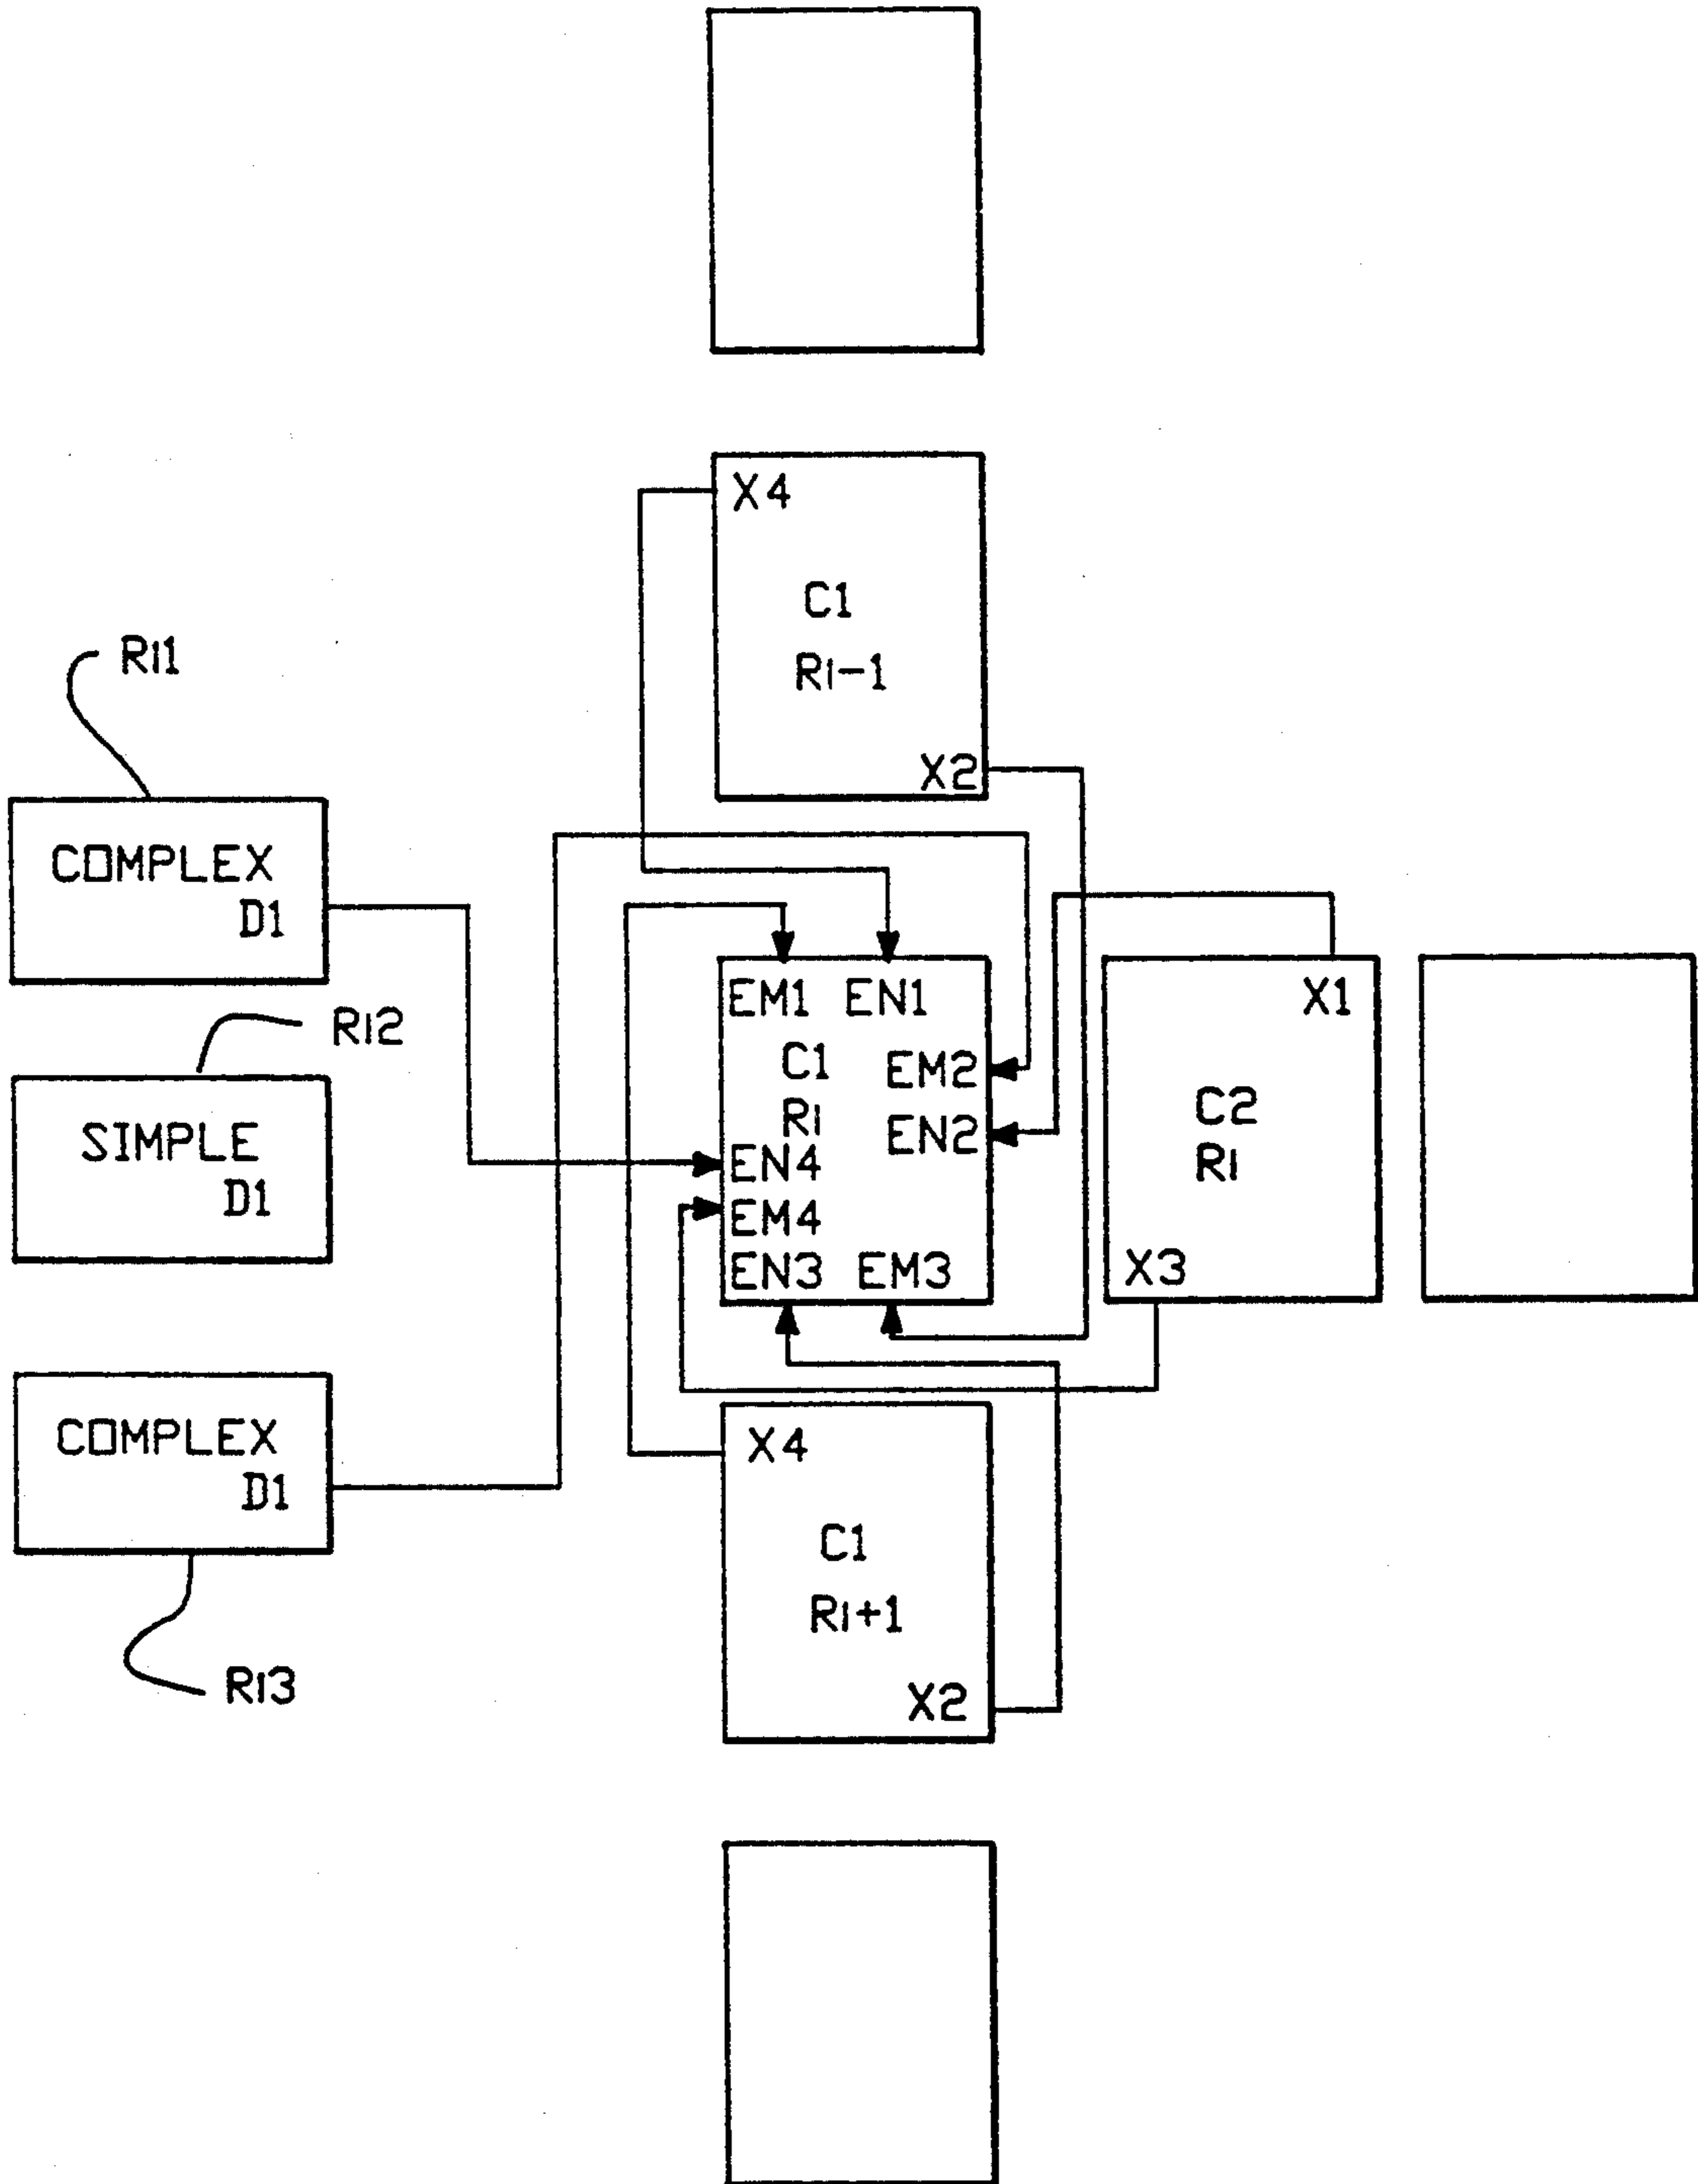 X4
C1
Ri-1
X2
Ri1
COMPLEX
D1
Ri2
SIMPLE
D1
COMPLEX
D1
Ri3
EM1 EN1
C1
Ri
EM2
EN2
EN4
EM4
EN3 EM3
X1
C2
Ri
X3
X4
C1
Ri+1
X2